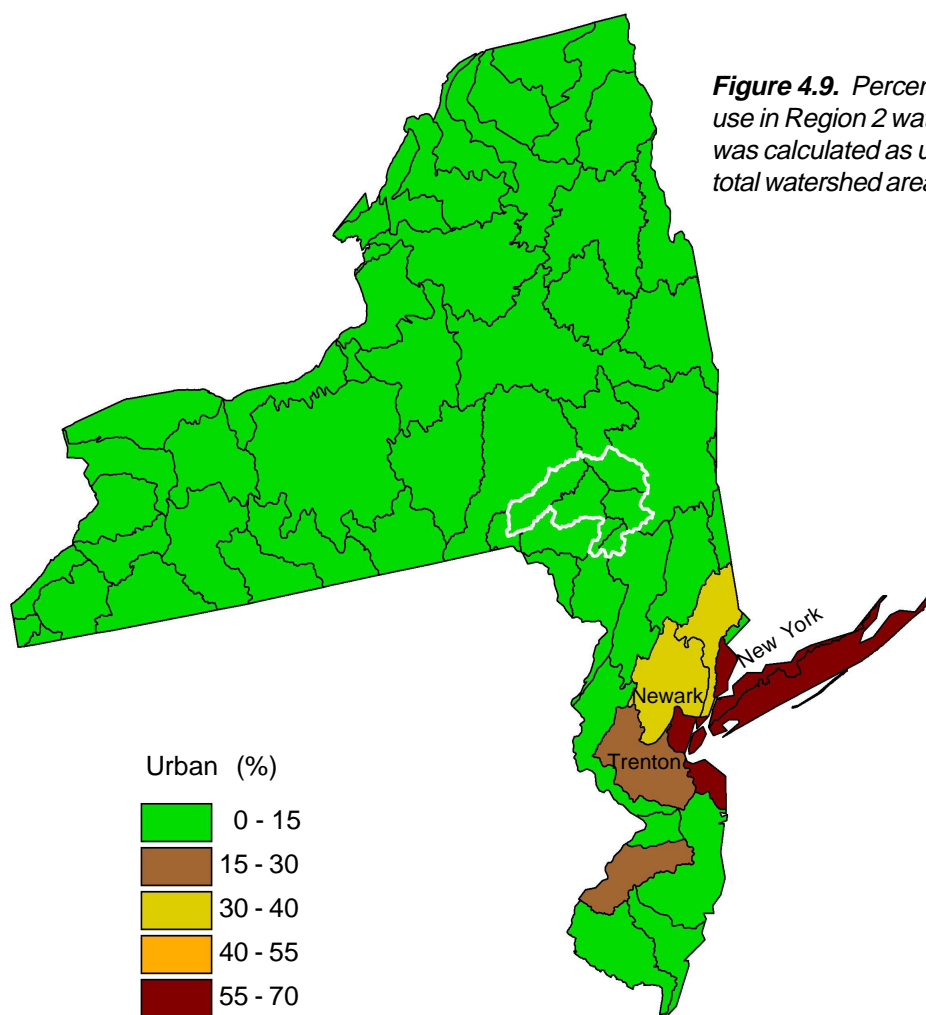 Figure 4.9. Percen
use in Region 2 wat
was calculated as u
total watershed area
New York
Newark
Trenton
Urban (%)
0 - 15
15 - 30
30 - 40
40 - 55
55 - 70